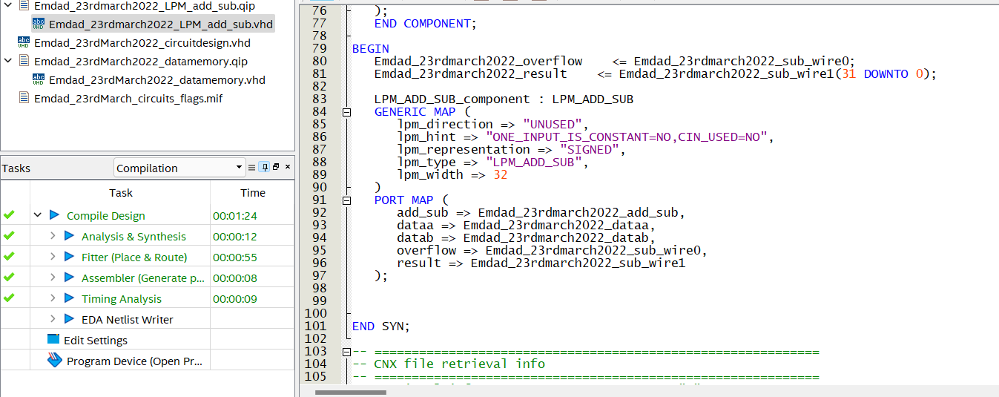 Emdad_23rdmarch2022_LPM_add_sub.qip
Emdad_23rdmarch2022_LPM_add_sub.vhd
Emdad_23rdMarch2022_circuitdesign.vhd
Emdad_23rdMarch2022_datamemory.qip
Emdad_23rdMarch2022_datamemory.vhd
Emdad_23rdMarch_circuits_flags.mif
Tasks Compilation
Task Time
Compile Design 00:01:24
Analysis & Synthesis 00:00:12
Fitter (Place & Route) 00:00:55
Assembler (Generate p... 00:00:08
Timing Analysis 00:00:09
EDA Netlist Writer
Edit Settings
Program Device (Open Pr...
76 );
77 END COMPONENT;
78
79 BEGIN
80 Emdad_23rdmarch2022_overflow <= Emdad_23rdmarch2022_sub_wire0;
81 Emdad_23rdmarch2022_result <= Emdad_23rdmarch2022_sub_wire1(31 DOWNTO 0);
82
83 LPM_ADD_SUB_component : LPM_ADD_SUB
84 GENERIC MAP (
85 lpm_direction => "UNUSED",
86 lpm_hint => "ONE_INPUT_IS_CONSTANT=NO,CIN_USED=NO",
87 lpm_representation => "SIGNED",
88 lpm_type => "LPM_ADD_SUB",
89 lpm_width => 32
90 )
91 PORT MAP (
92 add_sub => Emdad_23rdmarch2022_add_sub,
93 dataa => Emdad_23rdmarch2022_dataa,
94 datab => Emdad_23rdmarch2022_datab,
95 overflow => Emdad_23rdmarch2022_sub_wire0,
96 result => Emdad_23rdmarch2022_sub_wire1
97 );
98
99
100
101 END SYN;
102
103 -- ============================================================
104 -- CNX file retrieval info
105 -- ============================================================